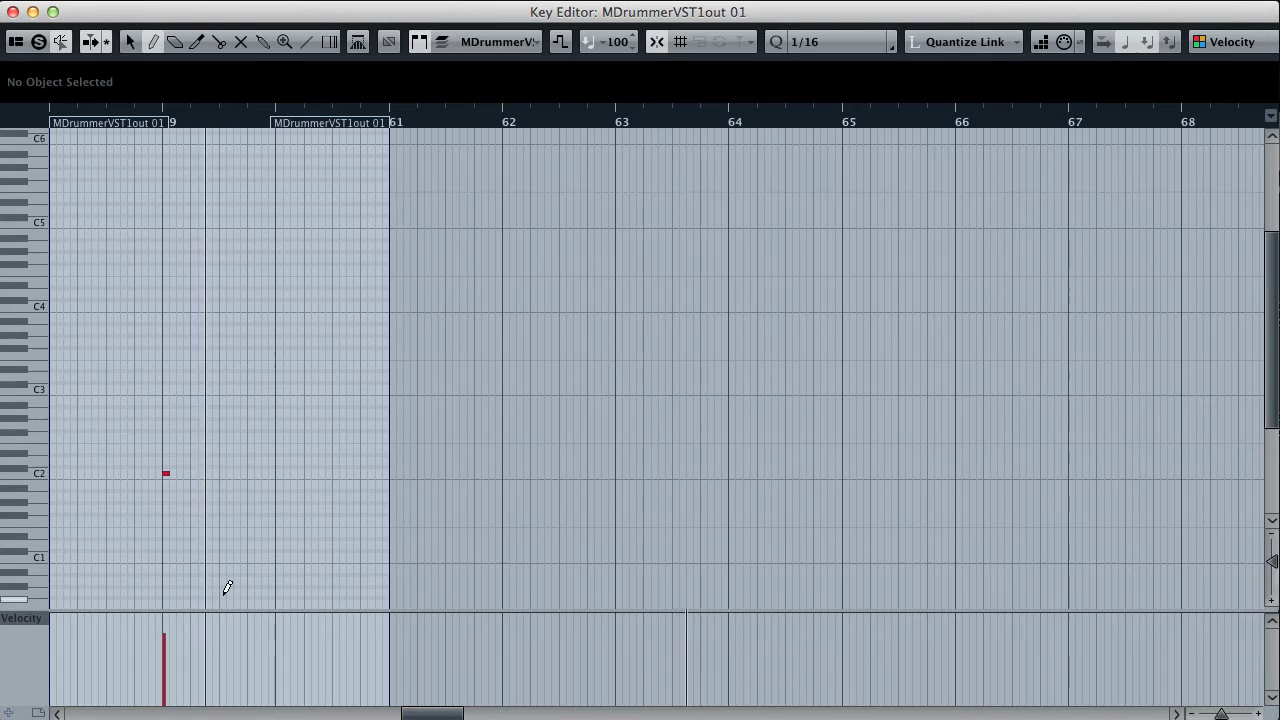 Key Editor: MDrummerVST1out 01
MDrummerVS 100 Q 1/16 L Quantize Link Velocity
No Object Selected
MDrummerVST1out 01 9 MDrummerVST1out 01 61 62 63 64 65 66 67 68
C6
C5
C4
C3
C2
C1
Velocity